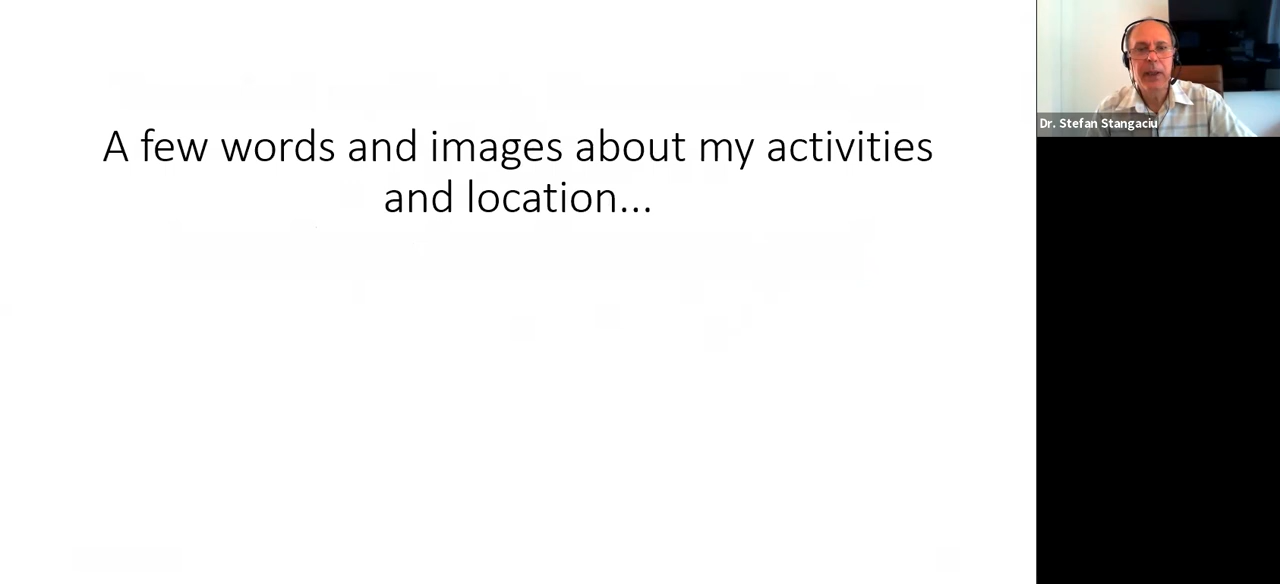 A few words and images about my activities
and location...
Dr. Stefan Stangaciu